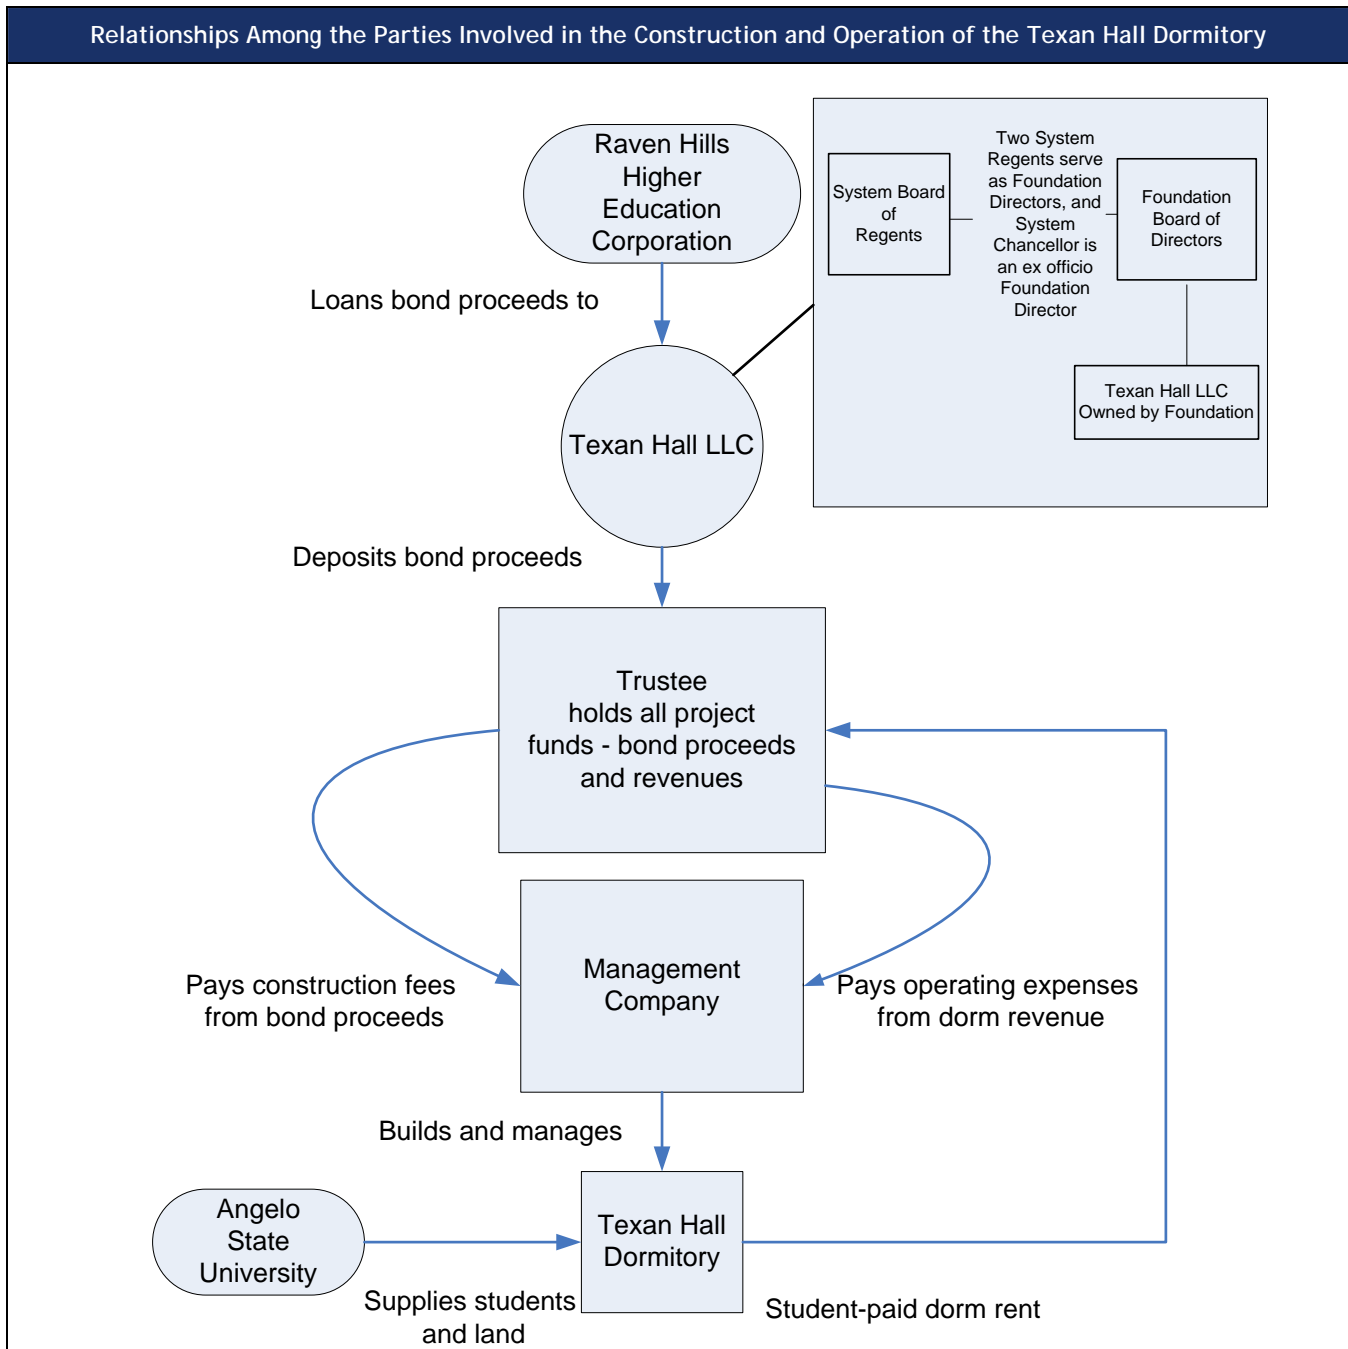 Relationships Among the Parties Involved in the Construction and Operation of the Texan Hall Dormitory
Raven Hills
Higher
Education
Corporation
System Board
of
Regents
Two System
Regents serve
as Foundation
Directors, and
System
Chancellor is
an ex officio
Foundation
Director
Foundation
Board of
Directors
Texan Hall LLC
Owned by Foundation
Loans bond proceeds to
Texan Hall LLC
Deposits bond proceeds
Trustee
holds all project
funds - bond proceeds
and revenues
Pays construction fees
from bond proceeds
Management
Company
Pays operating expenses
from dorm revenue
Builds and manages
Angelo
State
University
Supplies students
and land
Texan Hall
Dormitory
Student-paid dorm rent